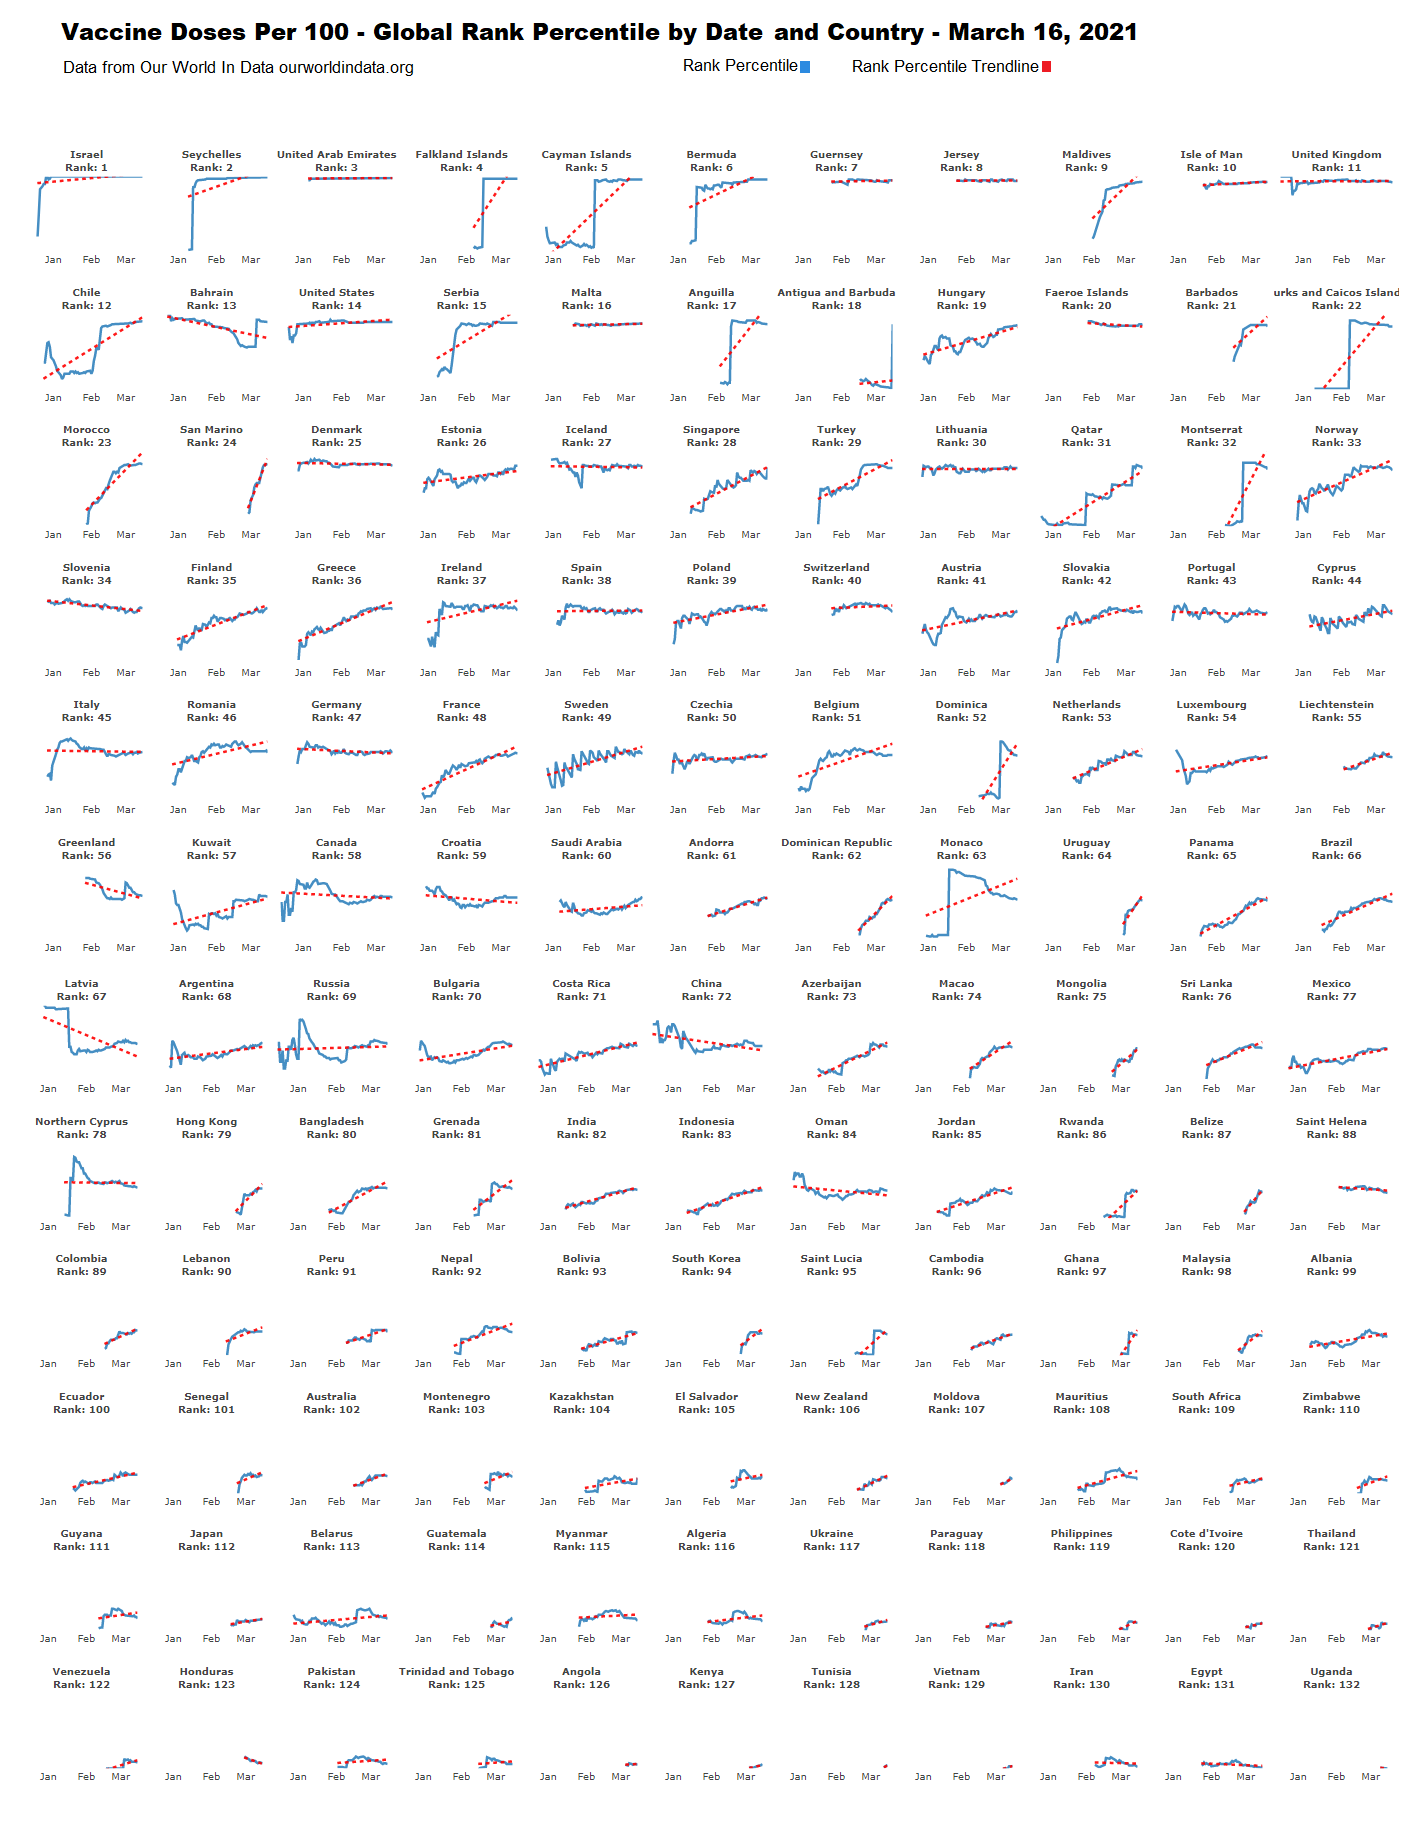 Vaccine Doses Per 100 - Global Rank Percentile by Date and Country - March 16, 2021
Data from Our World In Data ourworldindata.org Rank Percentile Rank Percentile Trendline
Israel Seychelles United Arab Emirates Falkland Islands Cayman Islands Bermuda Guernsey Jersey Maldives Isle of Man United Kingdom
Rank: 1 Rank: 2 Rank: 3 Rank: 4 Rank: 5 Rank: 6 Rank: 7 Rank: 8 Rank: 9 Rank: 10 Rank: 11
Jan Feb Mar Jan Feb Mar Jan Feb Mar Jan Feb Mar Jan Feb Mar Jan Feb Mar Jan Feb Mar Jan Feb Mar Jan Feb Mar Jan Feb Mar Jan Feb Mar
Chile Bahrain United States Serbia Malta Anguilla Antigua and Barbuda Hungary Faeroe Islands Barbados urks and Caicos Island
Rank: 12 Rank: 13 Rank: 14 Rank: 15 Rank: 16 Rank: 17 Rank: 18 Rank: 19 Rank: 20 Rank: 21 Rank: 22
Jan Feb Mar Jan Feb Mar Jan Feb Mar Jan Feb Mar Jan Feb Mar Jan Feb Mar Jan Feb Mar Jan Feb Mar Jan Feb Mar Jan Feb Mar Jan Feb Mar
Morocco San Marino Denmark Estonia Iceland Singapore Turkey Lithuania Qatar Montserrat Norway
Rank: 23 Rank: 24 Rank: 25 Rank: 26 Rank: 27 Rank: 28 Rank: 29 Rank: 30 Rank: 31 Rank: 32 Rank: 33
Jan Feb Mar Jan Feb Mar Jan Feb Mar Jan Feb Mar Jan Feb Mar Jan Feb Mar Jan Feb Mar Jan Feb Mar Jan Feb Mar Jan Feb Mar Jan Feb Mar
Slovenia Finland Greece Ireland Spain Poland Switzerland Austria Slovakia Portugal Cyprus
Rank: 34 Rank: 35 Rank: 36 Rank: 37 Rank: 38 Rank: 39 Rank: 40 Rank: 41 Rank: 42 Rank: 43 Rank: 44
Jan Feb Mar Jan Feb Mar Jan Feb Mar Jan Feb Mar Jan Feb Mar Jan Feb Mar Jan Feb Mar Jan Feb Mar Jan Feb Mar Jan Feb Mar Jan Feb Mar
Italy Romania Germany France Sweden Czechia Belgium Dominica Netherlands Luxembourg Liechtenstein
Rank: 45 Rank: 46 Rank: 47 Rank: 48 Rank: 49 Rank: 50 Rank: 51 Rank: 52 Rank: 53 Rank: 54 Rank: 55
Jan Feb Mar Jan Feb Mar Jan Feb Mar Jan Feb Mar Jan Feb Mar Jan Feb Mar Jan Feb Mar Jan Feb Mar Jan Feb Mar Jan Feb Mar Jan Feb Mar
Greenland Kuwait Canada Croatia Saudi Arabia Andorra Dominican Republic Monaco Uruguay Panama Brazil
Rank: 56 Rank: 57 Rank: 58 Rank: 59 Rank: 60 Rank: 61 Rank: 62 Rank: 63 Rank: 64 Rank: 65 Rank: 66
Jan Feb Mar Jan Feb Mar Jan Feb Mar Jan Feb Mar Jan Feb Mar Jan Feb Mar Jan Feb Mar Jan Feb Mar Jan Feb Mar Jan Feb Mar Jan Feb Mar
Latvia Argentina Russia Bulgaria Costa Rica China Azerbaijan Macao Mongolia Sri Lanka Mexico
Rank: 67 Rank: 68 Rank: 69 Rank: 70 Rank: 71 Rank: 72 Rank: 73 Rank: 74 Rank: 75 Rank: 76 Rank: 77
Jan Feb Mar Jan Feb Mar Jan Feb Mar Jan Feb Mar Jan Feb Mar Jan Feb Mar Jan Feb Mar Jan Feb Mar Jan Feb Mar Jan Feb Mar Jan Feb Mar
Northern Cyprus Hong Kong Bangladesh Grenada India Indonesia Oman Jordan Rwanda Belize Saint Helena
Rank: 78 Rank: 79 Rank: 80 Rank: 81 Rank: 82 Rank: 83 Rank: 84 Rank: 85 Rank: 86 Rank: 87 Rank: 88
Jan Feb Mar Jan Feb Mar Jan Feb Mar Jan Feb Mar Jan Feb Mar Jan Feb Mar Jan Feb Mar Jan Feb Mar Jan Feb Mar Jan Feb Mar Jan Feb Mar
Colombia Lebanon Peru Nepal Bolivia South Korea Saint Lucia Cambodia Ghana Malaysia Albania
Rank: 89 Rank: 90 Rank: 91 Rank: 92 Rank: 93 Rank: 94 Rank: 95 Rank: 96 Rank: 97 Rank: 98 Rank: 99
Jan Feb Mar Jan Feb Mar Jan Feb Mar Jan Feb Mar Jan Feb Mar Jan Feb Mar Jan Feb Mar Jan Feb Mar Jan Feb Mar Jan Feb Mar Jan Feb Mar
Ecuador Senegal Australia Montenegro Kazakhstan El Salvador New Zealand Moldova Mauritius South Africa Zimbabwe
Rank: 100 Rank: 101 Rank: 102 Rank: 103 Rank: 104 Rank: 105 Rank: 106 Rank: 107 Rank: 108 Rank: 109 Rank: 110
Jan Feb Mar Jan Feb Mar Jan Feb Mar Jan Feb Mar Jan Feb Mar Jan Feb Mar Jan Feb Mar Jan Feb Mar Jan Feb Mar Jan Feb Mar Jan Feb Mar
Guyana Japan Belarus Guatemala Myanmar Algeria Ukraine Paraguay Philippines Cote d'Ivoire Thailand
Rank: 111 Rank: 112 Rank: 113 Rank: 114 Rank: 115 Rank: 116 Rank: 117 Rank: 118 Rank: 119 Rank: 120 Rank: 121
Jan Feb Mar Jan Feb Mar Jan Feb Mar Jan Feb Mar Jan Feb Mar Jan Feb Mar Jan Feb Mar Jan Feb Mar Jan Feb Mar Jan Feb Mar Jan Feb Mar
Venezuela Honduras Pakistan Trinidad and Tobago Angola Kenya Tunisia Vietnam Iran Egypt Uganda
Rank: 122 Rank: 123 Rank: 124 Rank: 125 Rank: 126 Rank: 127 Rank: 128 Rank: 129 Rank: 130 Rank: 131 Rank: 132
Jan Feb Mar Jan Feb Mar Jan Feb Mar Jan Feb Mar Jan Feb Mar Jan Feb Mar Jan Feb Mar Jan Feb Mar Jan Feb Mar Jan Feb Mar Jan Feb Mar